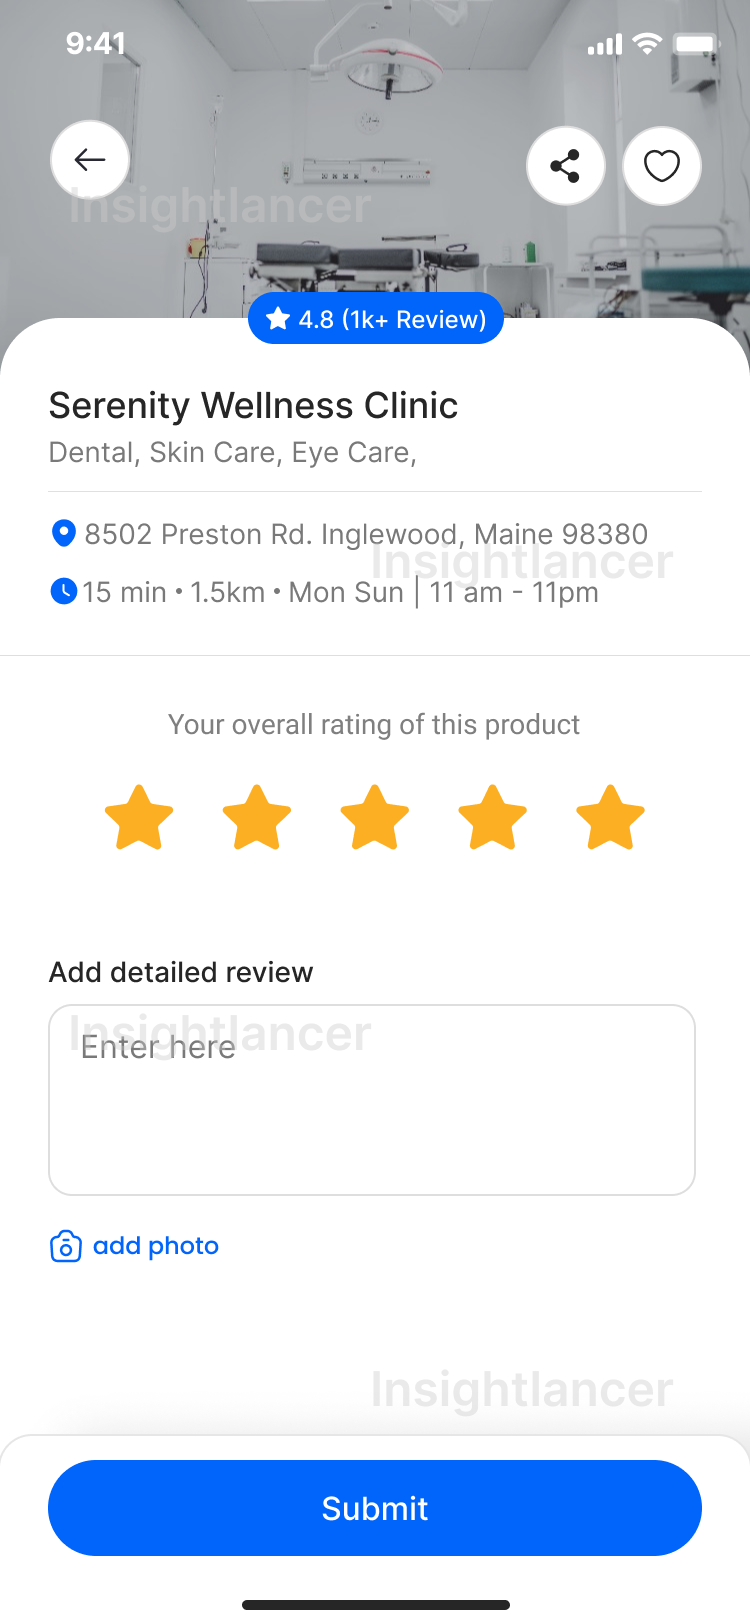 9:41
Insightlancer
4.8 (1k+ Review)
Serenity Wellness Clinic
Dental, Skin Care, Eye Care,
8502 Preston Rd. Inglewood, Maine 98380
Insightlancer
15 min • 1.5km • Mon Sun | 11 am - 11pm
Your overall rating of this product
Add detailed review
Insightlancer
Enter here
add photo
Insightlancer
Submit